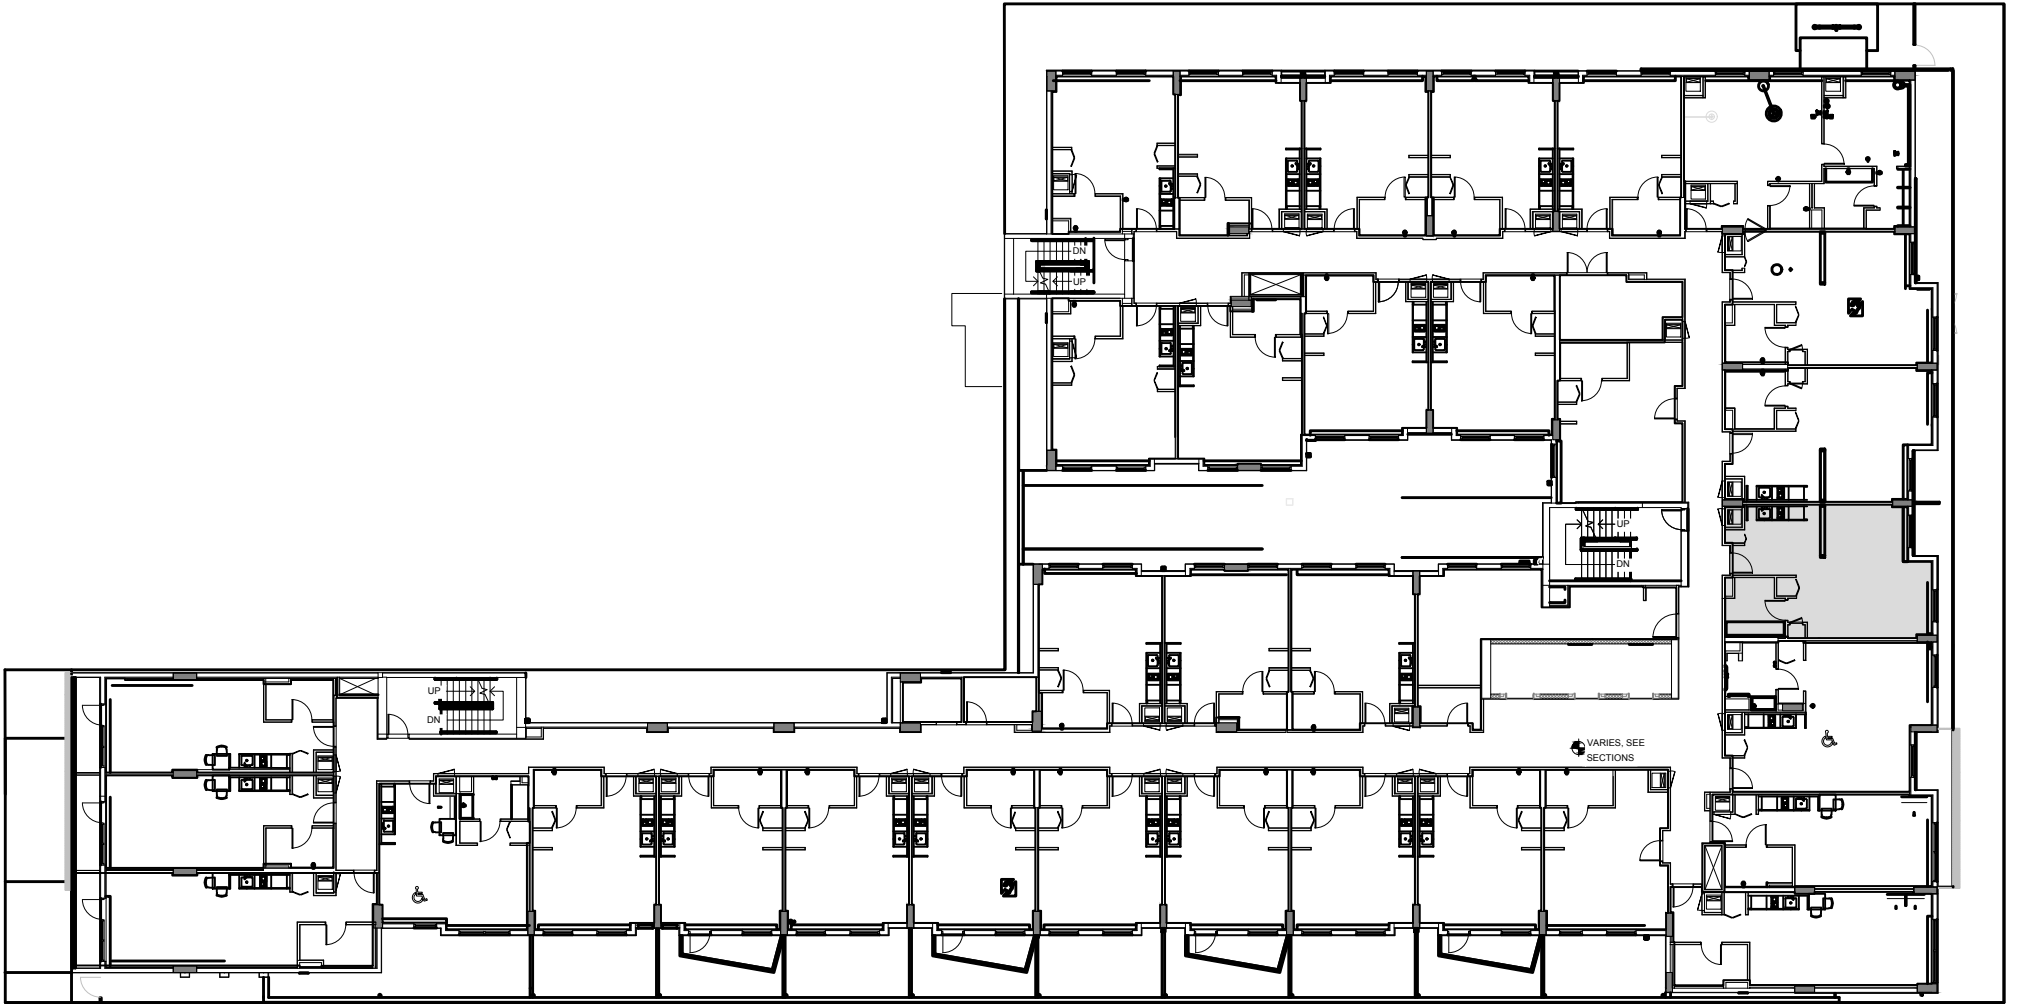 DN
UP
UP
DN
UP
DN
VARIES, SEE
SECTIONS